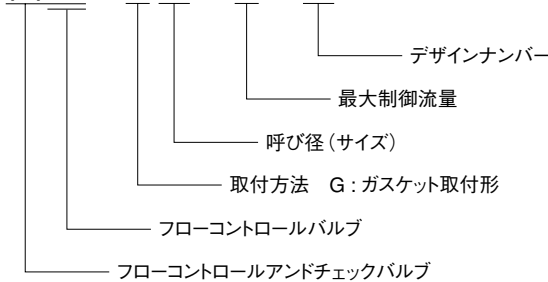 デザインナンバー
最大制御流量
呼び径（サイズ）
取付方法　G：ガスケット取付形
フローコントロールバルブ
フローコントロールアンドチェックバルブ